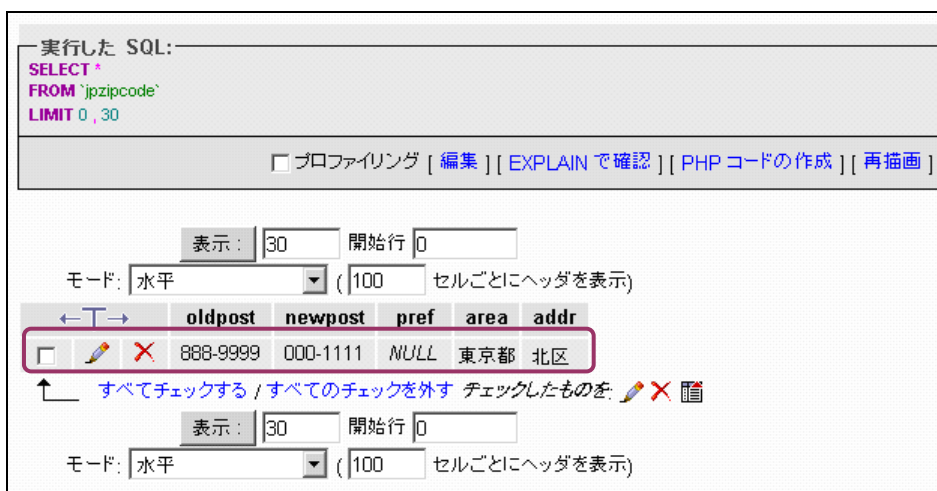 実行した SQL:
SELECT *
FROM `jpzipcode`
LIMIT 0 , 30
プロファイリング [ 編集 ] [ EXPLAIN で確認 ] [ PHP コードの作成 ] [ 再描画 ]
表示 : 30 開始行 0
モード: 水平 ( 100 セルごとにヘッダを表示)
←T→ oldpost newpost pref area addr
888-9999 000-1111 NULL 東京都 北区
すべてチェックする / すべてのチェックを外す チェックしたものを:
表示 : 30 開始行 0
モード: 水平 ( 100 セルごとにヘッダを表示)